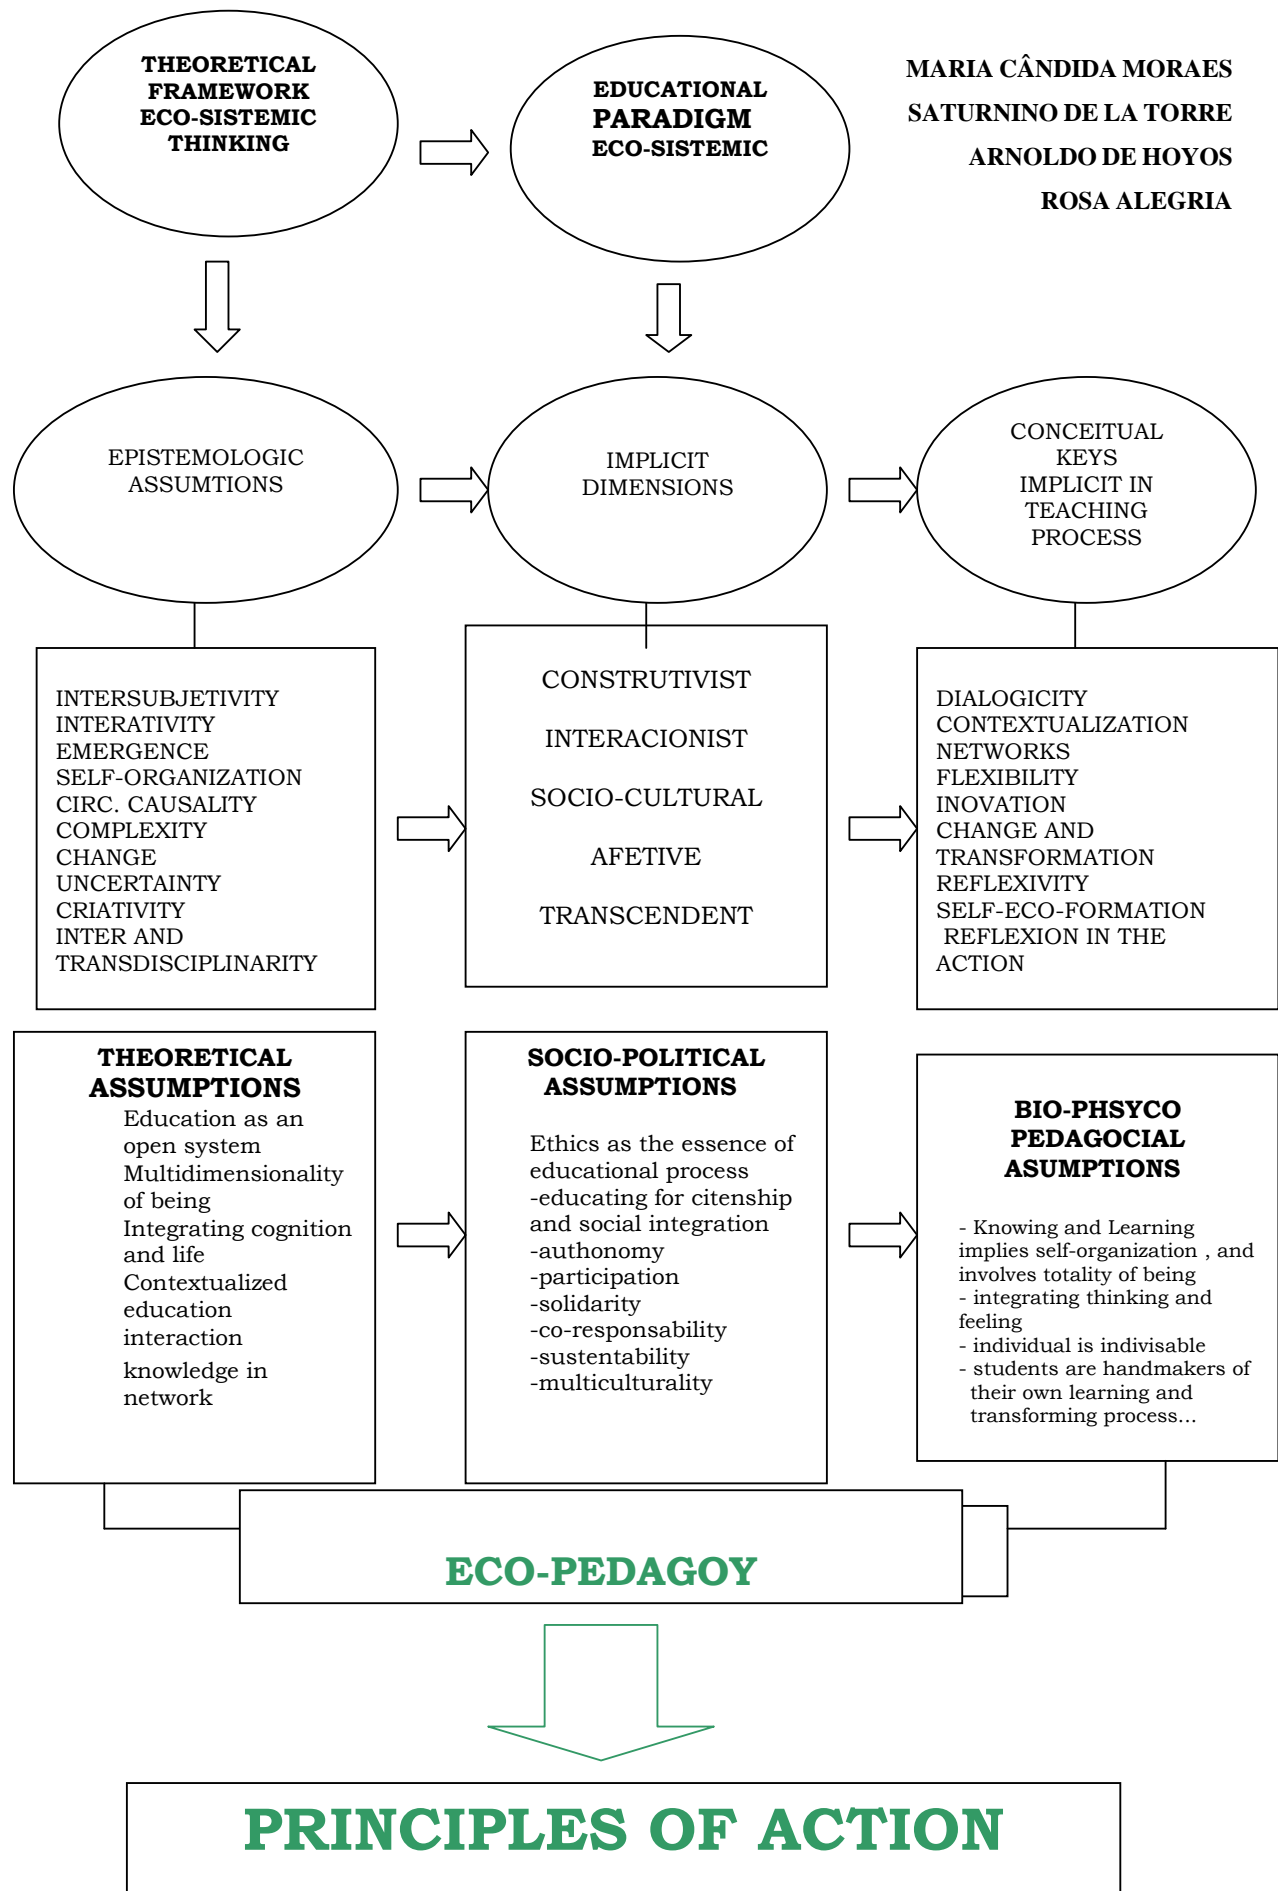 THEORETICAL
FRAMEWORK
ECO-SISTEMIC
THINKING
EDUCATIONAL
PARADIGM
ECO-SISTEMIC
MARIA CÂNDIDA MORAES
SATURNINO DE LA TORRE
ARNOLDO DE HOYOS
ROSA ALEGRIA
EPISTEMOLOGIC
ASSUMTIONS
IMPLICIT
DIMENSIONS
CONCEITUAL
KEYS
IMPLICIT IN
TEACHING
PROCESS
INTERSUBJETIVITY
INTERATIVITY
EMERGENCE
SELF-ORGANIZATION
CIRC. CAUSALITY
COMPLEXITY
CHANGE
UNCERTAINTY
CRIATIVITY
INTER AND
TRANSDISCIPLINARITY
CONSTRUTIVIST
INTERACIONIST
SOCIO-CULTURAL
AFETIVE
TRANSCENDENT
DIALOGICITY
CONTEXTUALIZATION
NETWORKS
FLEXIBILITY
INOVATION
CHANGE AND
TRANSFORMATION
REFLEXIVITY
SELF-ECO-FORMATION
REFLEXION IN THE
ACTION
THEORETICAL
ASSUMPTIONS
Education as an
open system
Multidimensionality
of being
Integrating cognition
and life
Contextualized
education
interaction
knowledge in
network
SOCIO-POLITICAL
ASSUMPTIONS
Ethics as the essence of
educational process
-educating for citenship
and social integration
-authonomy
-participation
-solidarity
-co-responsability
-sustentability
-multiculturality
BIO-PHSYCO
PEDAGOCIAL
ASUMPTIONS
- Knowing and Learning
implies self-organization , and
involves totality of being
- integrating thinking and
feeling
- individual is indivisable
- students are handmakers of
their own learning and
transforming process...
ECO-PEDAGOY
PRINCIPLES OF ACTION